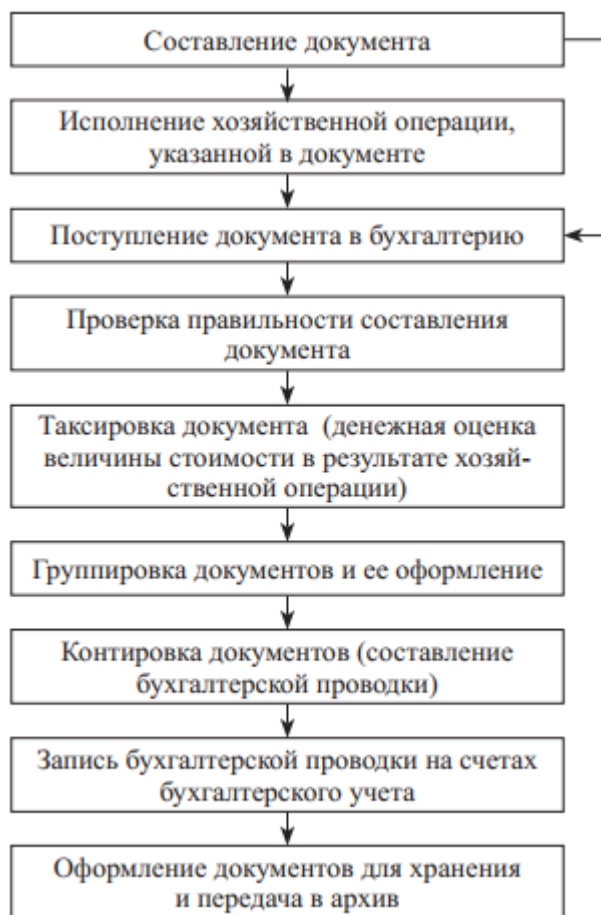 Составление документа
Исполнение хозяйственной операции,
указанной в документе
Поступление документа в бухгалтерию
Проверка правильности составления
документа
Таксировка документа (денежная оценка
величины стоимости в результате хозяй-
ственной операции)
Группировка документов и ее оформление
Контировка документов (составление
бухгалтерской проводки)
Запись бухгалтерской проводки на счетах
бухгалтерского учета
Оформление документов для хранения
и передача в архив